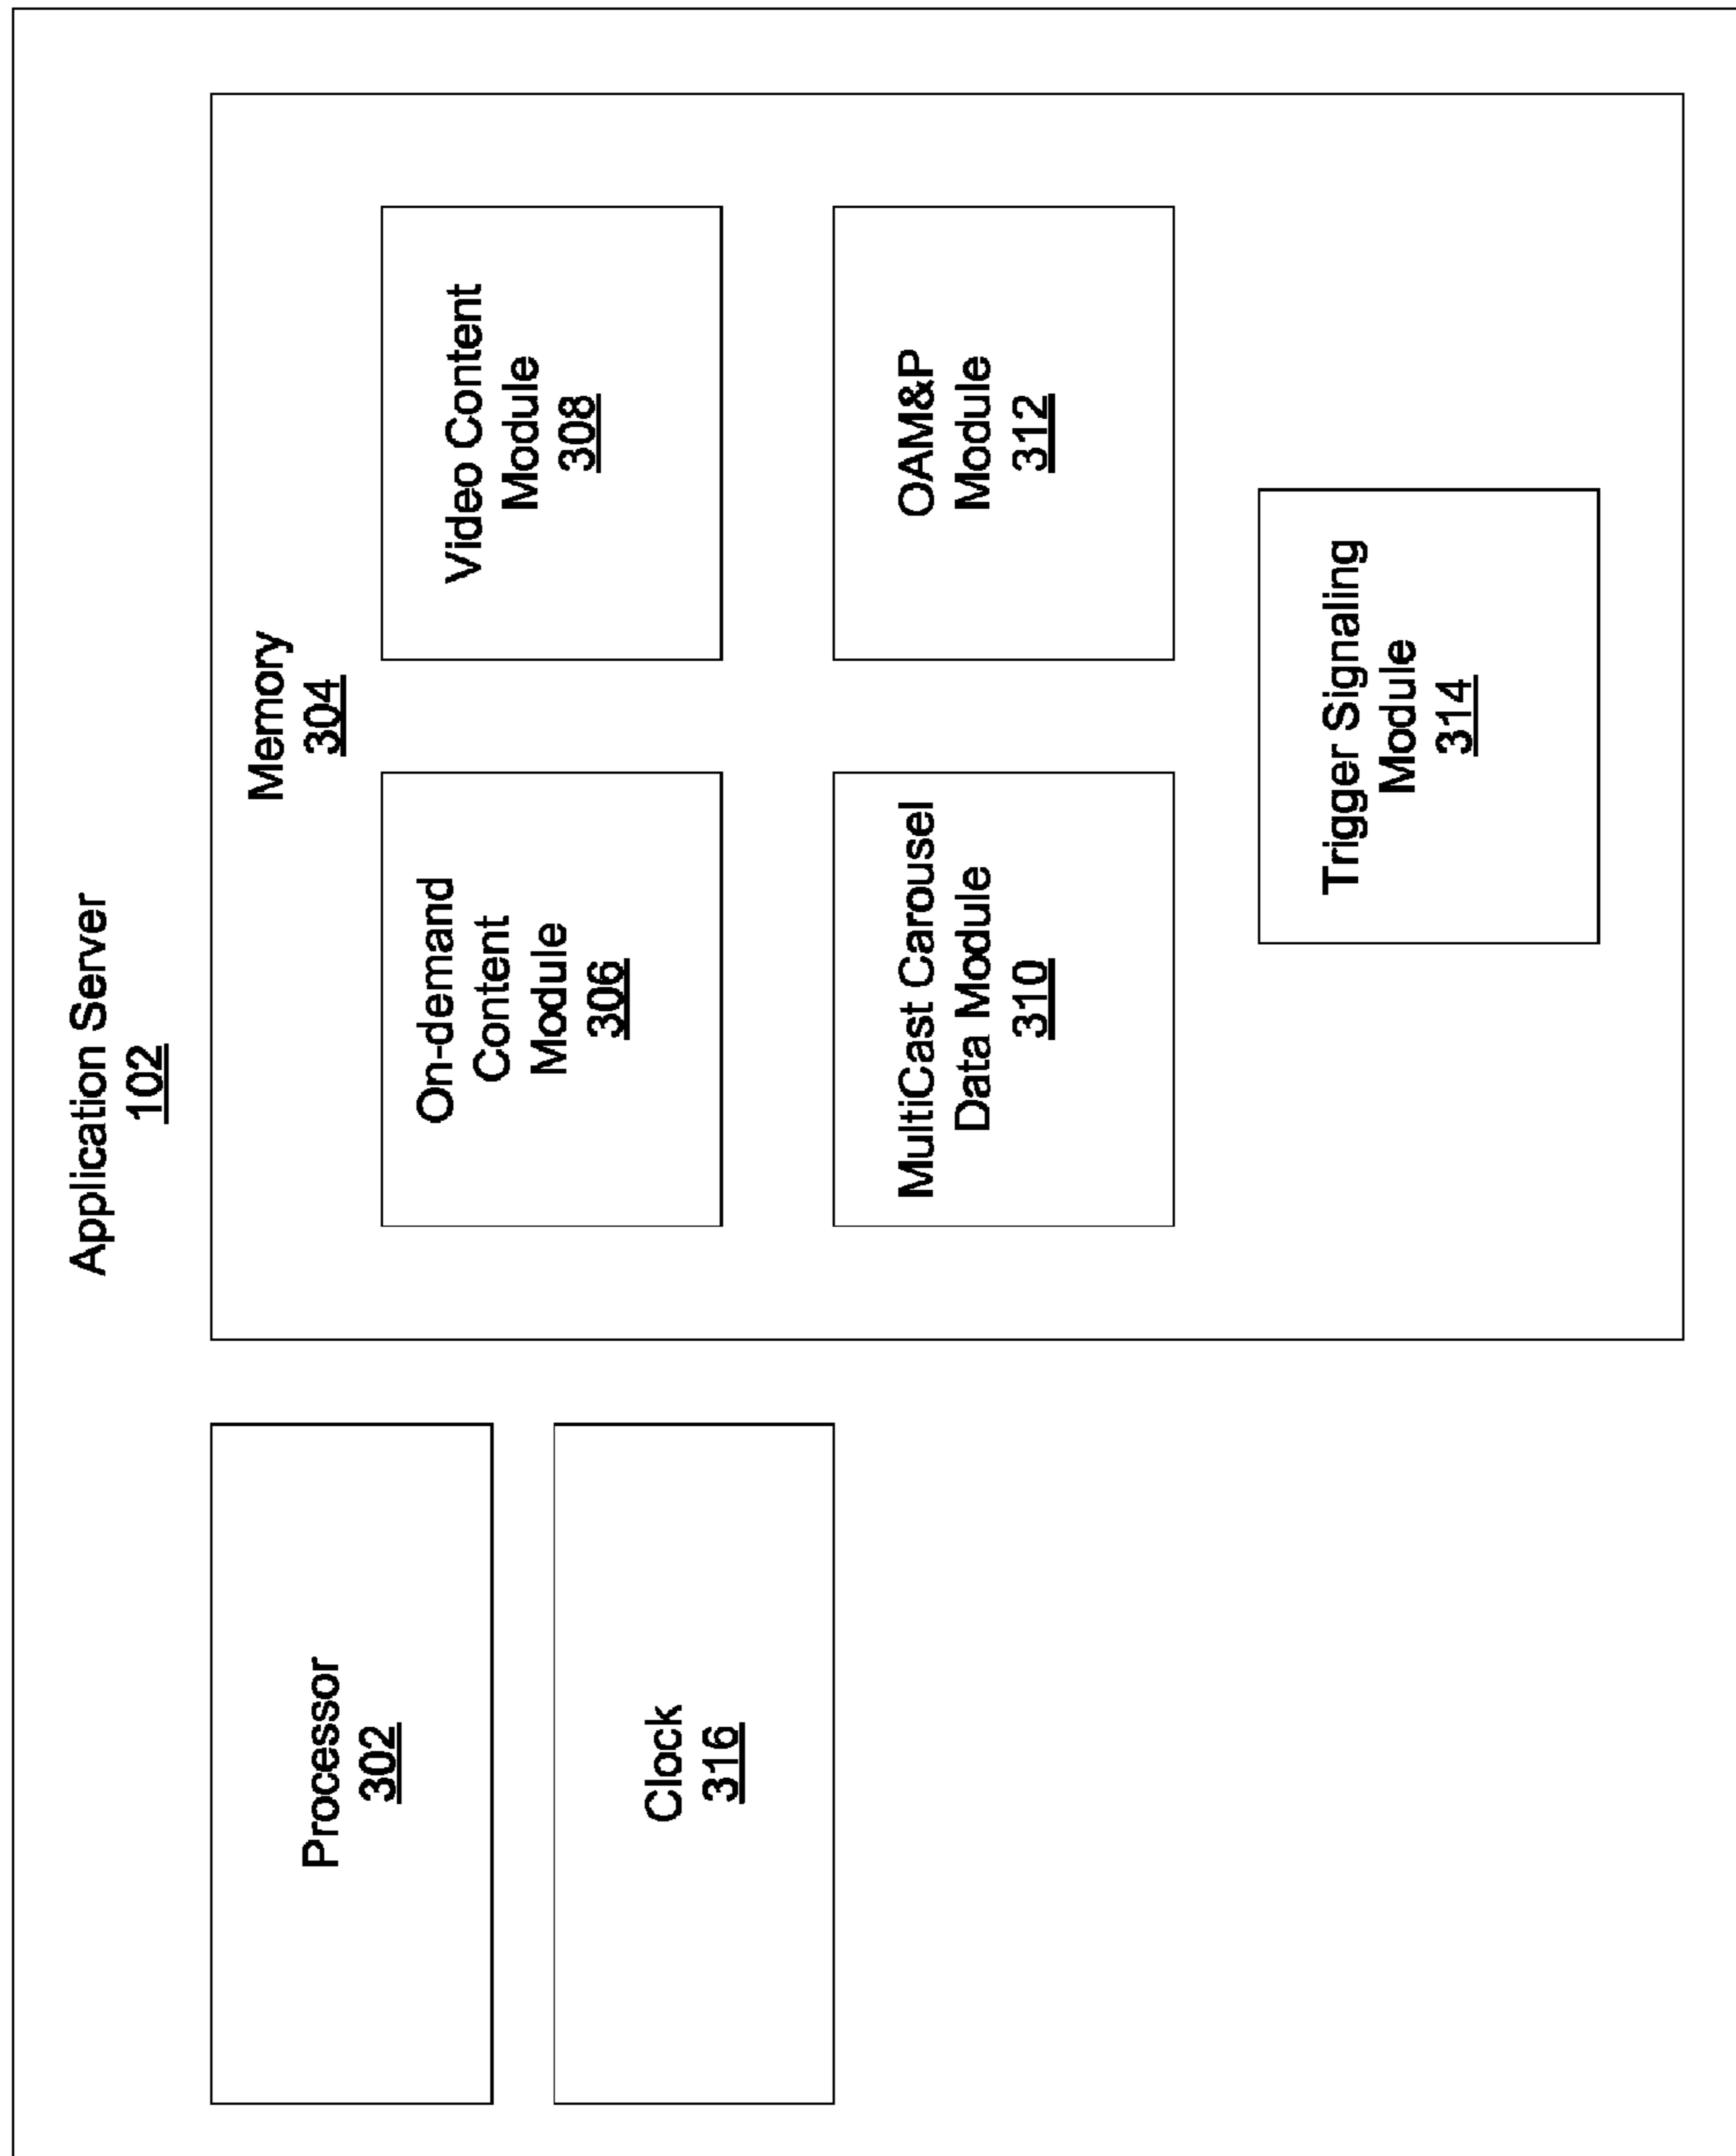 Application Server
102
Processor
302
Clock
316
Memory
304
On-demand
Content
Module
306
Video Content
Module
308
MultiCast Carousel
Data Module
310
OAM&P
Module
312
Trigger Signaling
Module
314